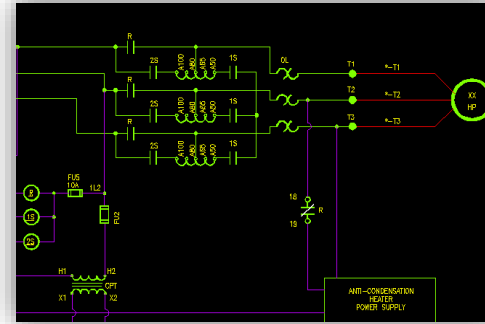 R
2S A100 A80 A65 A50 1S
OL T1 *-T1
R
2S A100 A80 A65 A50 1S
T2 *-T2
XX
HP
R
2S A100 A80 A65 A50 1S
T3 *-T3
FU5
10A
1L2
R
1S
2S
FU2
18
R
19
H1 H2
CPT
X1 X2
ANTI-CONDENSATION
HEATER
POWER SUPPLY